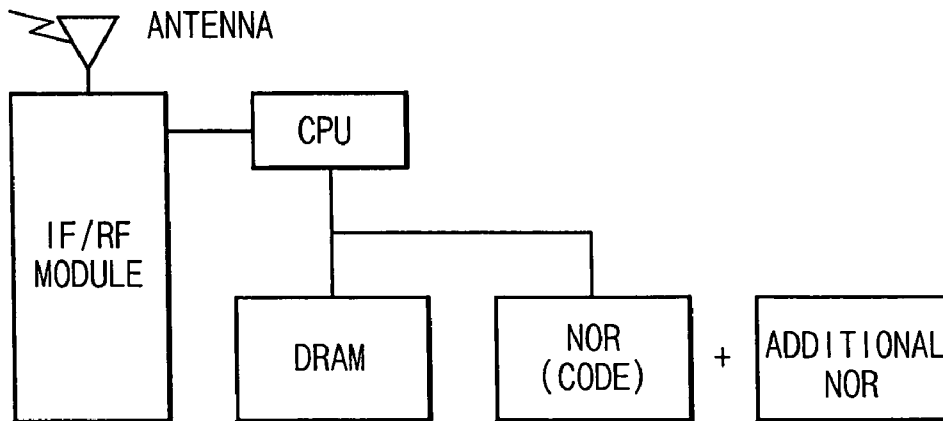 ANTENNA
CPU
IF/RF
MODULE
DRAM
NOR
(CODE)
+
ADDITIONAL
NOR